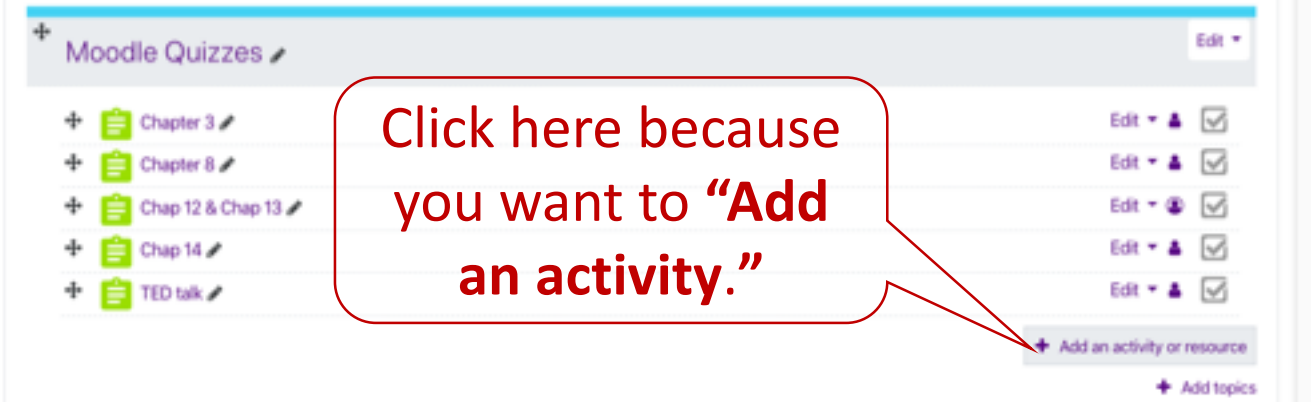 Moodle Quizzes
Edit
Chapter 3
Edit
Chapter 8
Edit
Chap 12 & Chap 13
Edit
Chap 14
Edit
TED talk
Edit
Click here because
you want to “Add
an activity.”
Add an activity or resource
Add topics